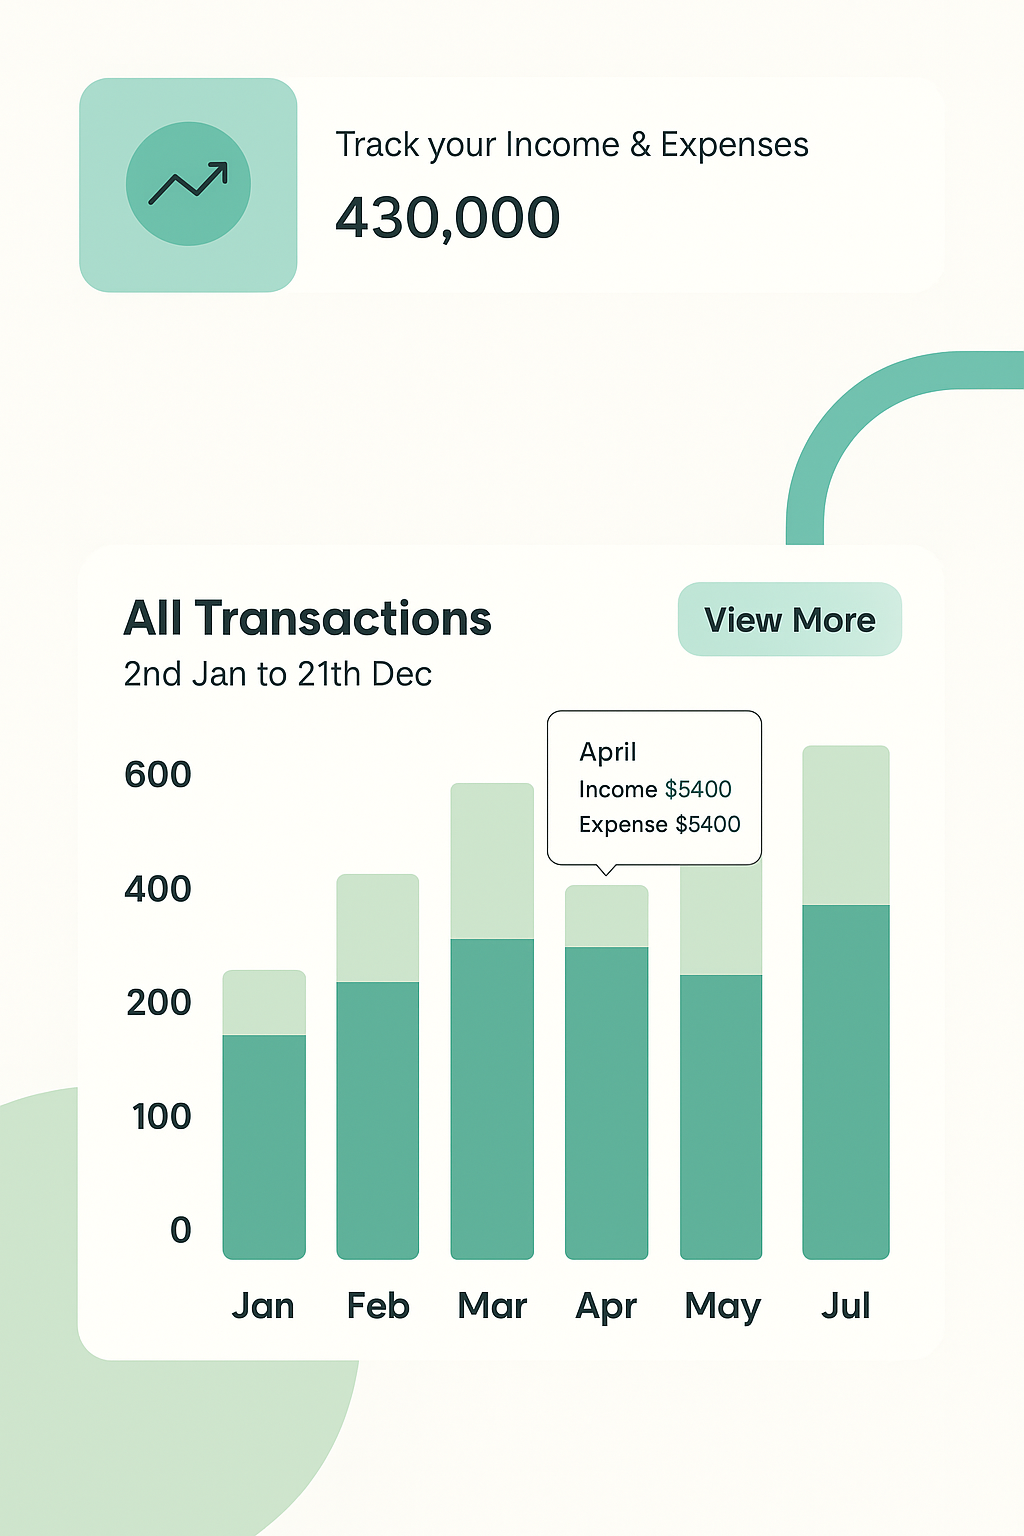 Track your Income & Expenses
430,000
All Transactions
View More
2nd Jan to 21th Dec
April
Income $5400
Expense $5400
600
400
200
100
0
Jan Feb Mar Apr May Jul